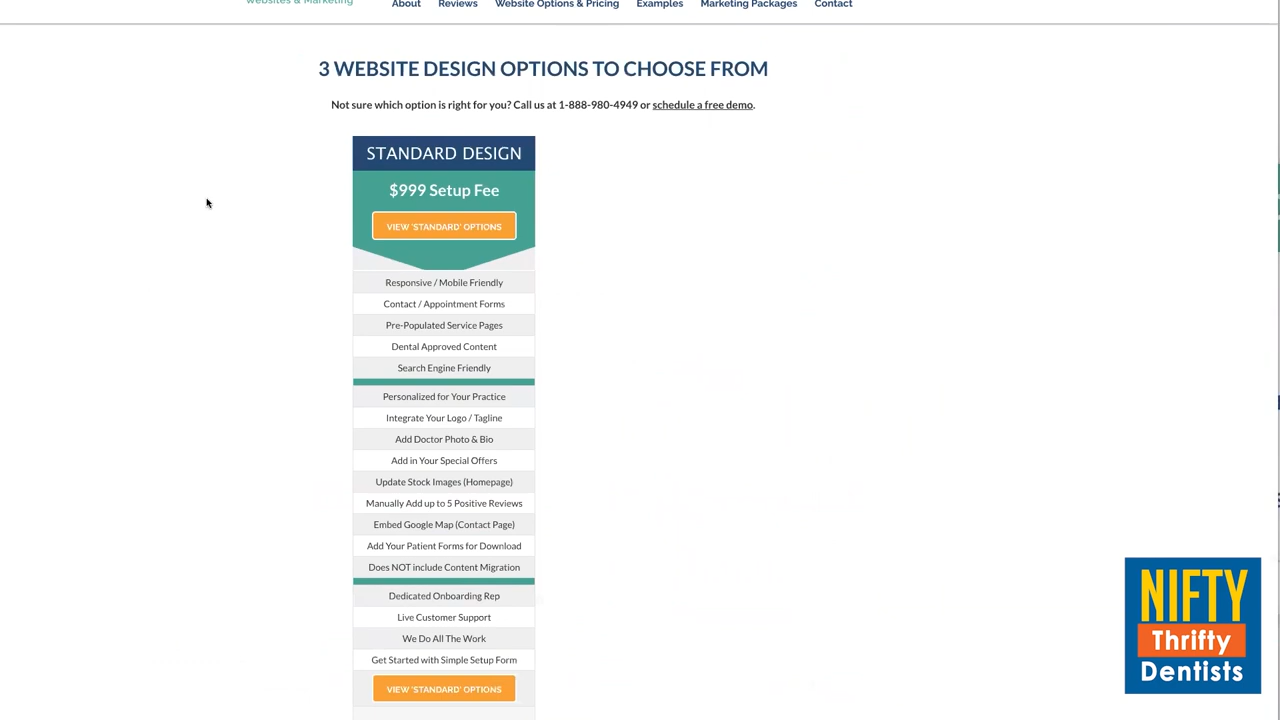 Websites & Marketing
About Reviews Website Options & Pricing Examples Marketing Packages Contact
3 WEBSITE DESIGN OPTIONS TO CHOOSE FROM
Not sure which option is right for you? Call us at 1-888-980-4949 or schedule a free demo.
STANDARD DESIGN
$999 Setup Fee
VIEW 'STANDARD' OPTIONS
Responsive / Mobile Friendly
Contact / Appointment Forms
Pre-Populated Service Pages
Dental Approved Content
Search Engine Friendly
Personalized for Your Practice
Integrate Your Logo / Tagline
Add Doctor Photo & Bio
Add in Your Special Offers
Update Stock Images (Homepage)
Manually Add up to 5 Positive Reviews
Embed Google Map (Contact Page)
Add Your Patient Forms for Download
Does NOT include Content Migration
Dedicated Onboarding Rep
Live Customer Support
We Do All The Work
Get Started with Simple Setup Form
VIEW 'STANDARD' OPTIONS
NIFTY
Thrifty
Dentists